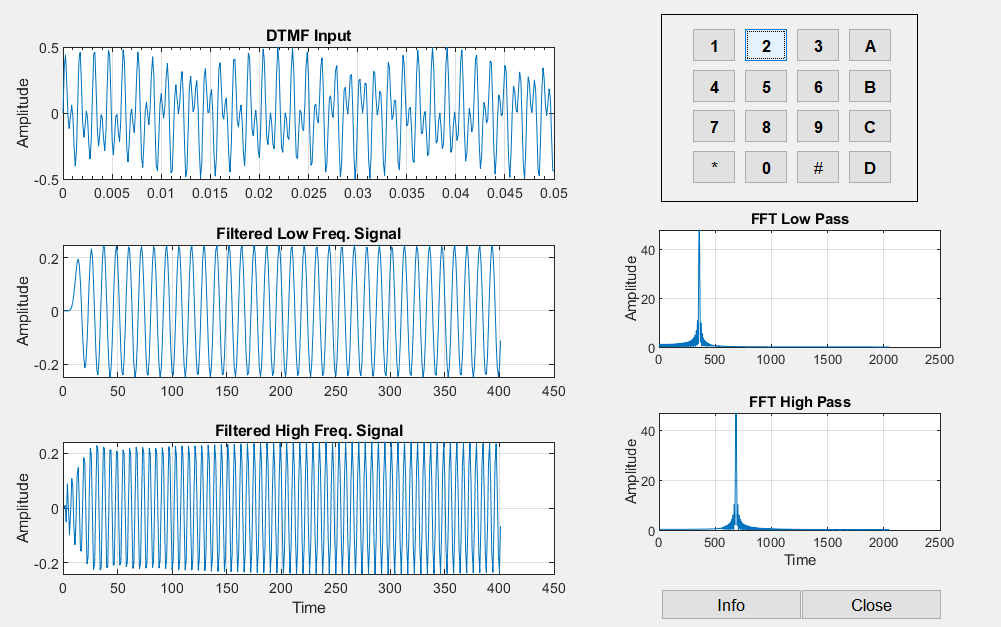 DTMF Input
Amplitude
0.5
0
-0.5
0 0.005 0.01 0.015 0.02 0.025 0.03 0.035 0.04 0.045 0.05
Filtered Low Freq. Signal
Amplitude
0.2
0
-0.2
0 50 100 150 200 250 300 350 400 450
Filtered High Freq. Signal
Amplitude
0.2
0
-0.2
0 50 100 150 200 250 300 350 400 450
Time
1 2 3 A
4 5 6 B
7 8 9 C
* 0 # D
FFT Low Pass
Amplitude
40
20
0
0 500 1000 1500 2000 2500
FFT High Pass
Amplitude
40
20
0
0 500 1000 1500 2000 2500
Time
Info Close